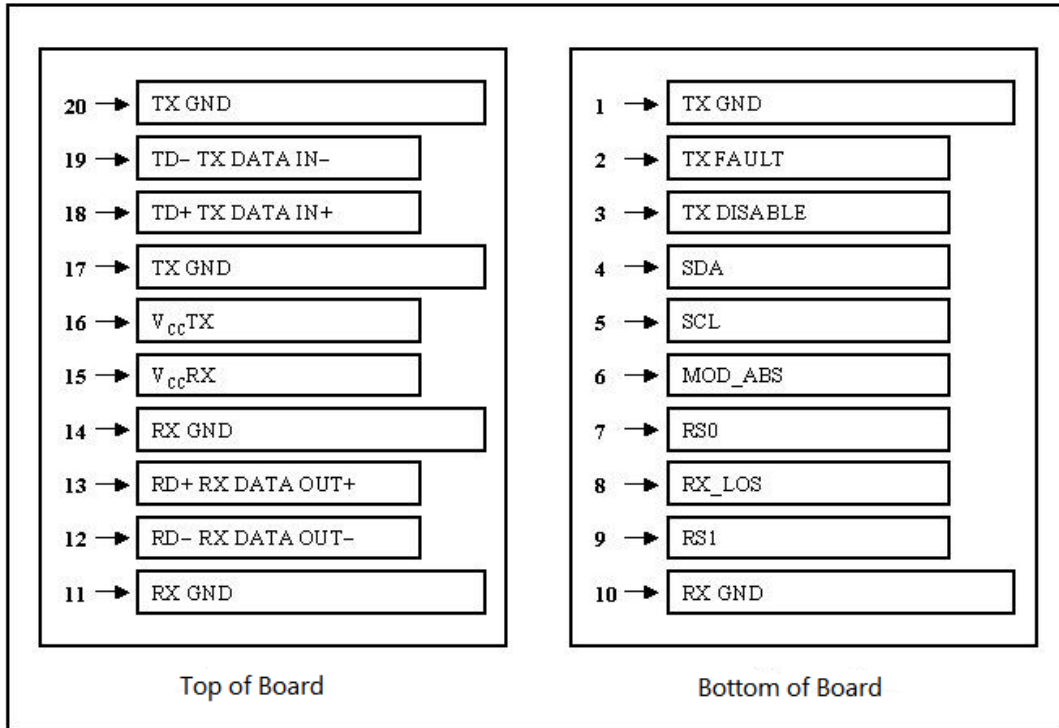 20 TX GND
19 TD− TX DATA IN−
18 TD+ TX DATA IN+
17 TX GND
16 VCCTX
15 VCCRX
14 RX GND
13 RD+ RX DATA OUT+
12 RD− RX DATA OUT−
11 RX GND
Top of Board
1 TX GND
2 TX FAULT
3 TX DISABLE
4 SDA
5 SCL
6 MOD_ABS
7 RS0
8 RX_LOS
9 RS1
10 RX GND
Bottom of Board